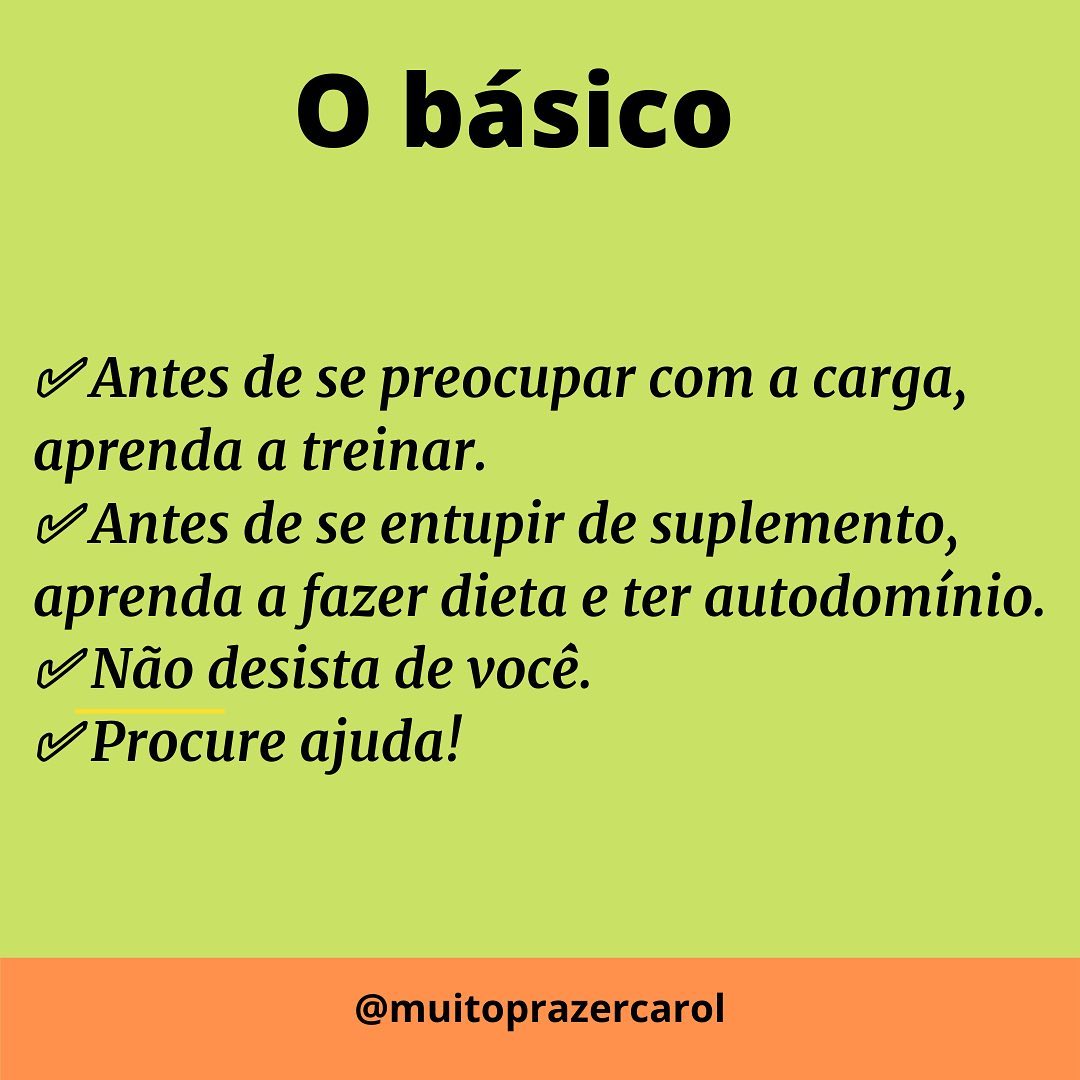 O básico
✅Antes de se preocupar com a carga,
aprenda a treinar.
✅Antes de se entupir de suplemento,
aprenda a fazer dieta e ter autodomínio.
✅Não desista de você.
✅Procure ajuda!
@muitoprazercarol